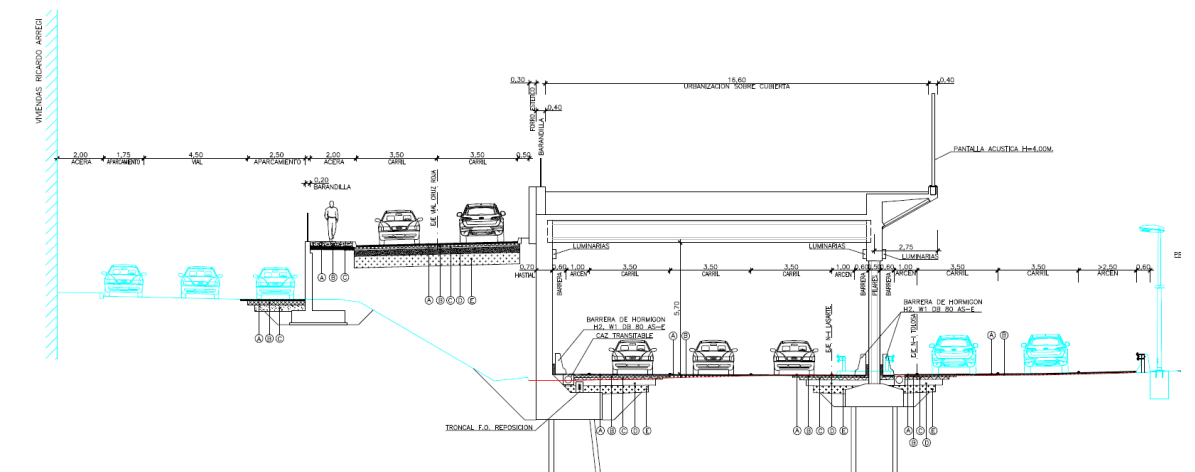 VIVIENDAS RICARDO ARREGI
2,00
ACERA
1,75
APARCAMIENTO
4,50
VIAL
2,50
APARCAMIENTO
2,00
ACERA
3,50
CARRIL
3,50
CARRIL
0,50
0,20
BARANDILLA
EJE VIAL CRUZ ROJA
0,30
0,40
BARANDILLA
16,60
URBANIZACION SOBRE CUBIERTA
0,40
PANTALLA ACUSTICA H=4.00M.
LUMINARIAS
LUMINARIAS
LUMINARIAS
2,75
0,70
HASTIAL
0,60
BARRERA
1,00
ARCEN
3,50
CARRIL
3,50
CARRIL
3,50
CARRIL
1,00
ARCEN
0,60
BARRERA
0,50
PILARES
0,60
BARRERA
1,00
ARCEN
3,50
CARRIL
3,50
CARRIL
>2,50
ARCEN
0,60
5,70
BARRERA DE HORMIGON
H2, W1 DB 80 AS-E
CAZ TRANSITABLE
BARRERA DE HORMIGON
H2, W1 DB 80 AS-E
EJE N-I LASARTE
EJE N-I TOLOSA
TRONCAL F.O. REPOSICION
A B C
A B C
A B C D E
A B
A B
A B C D E
A B C D E
A C E
B D